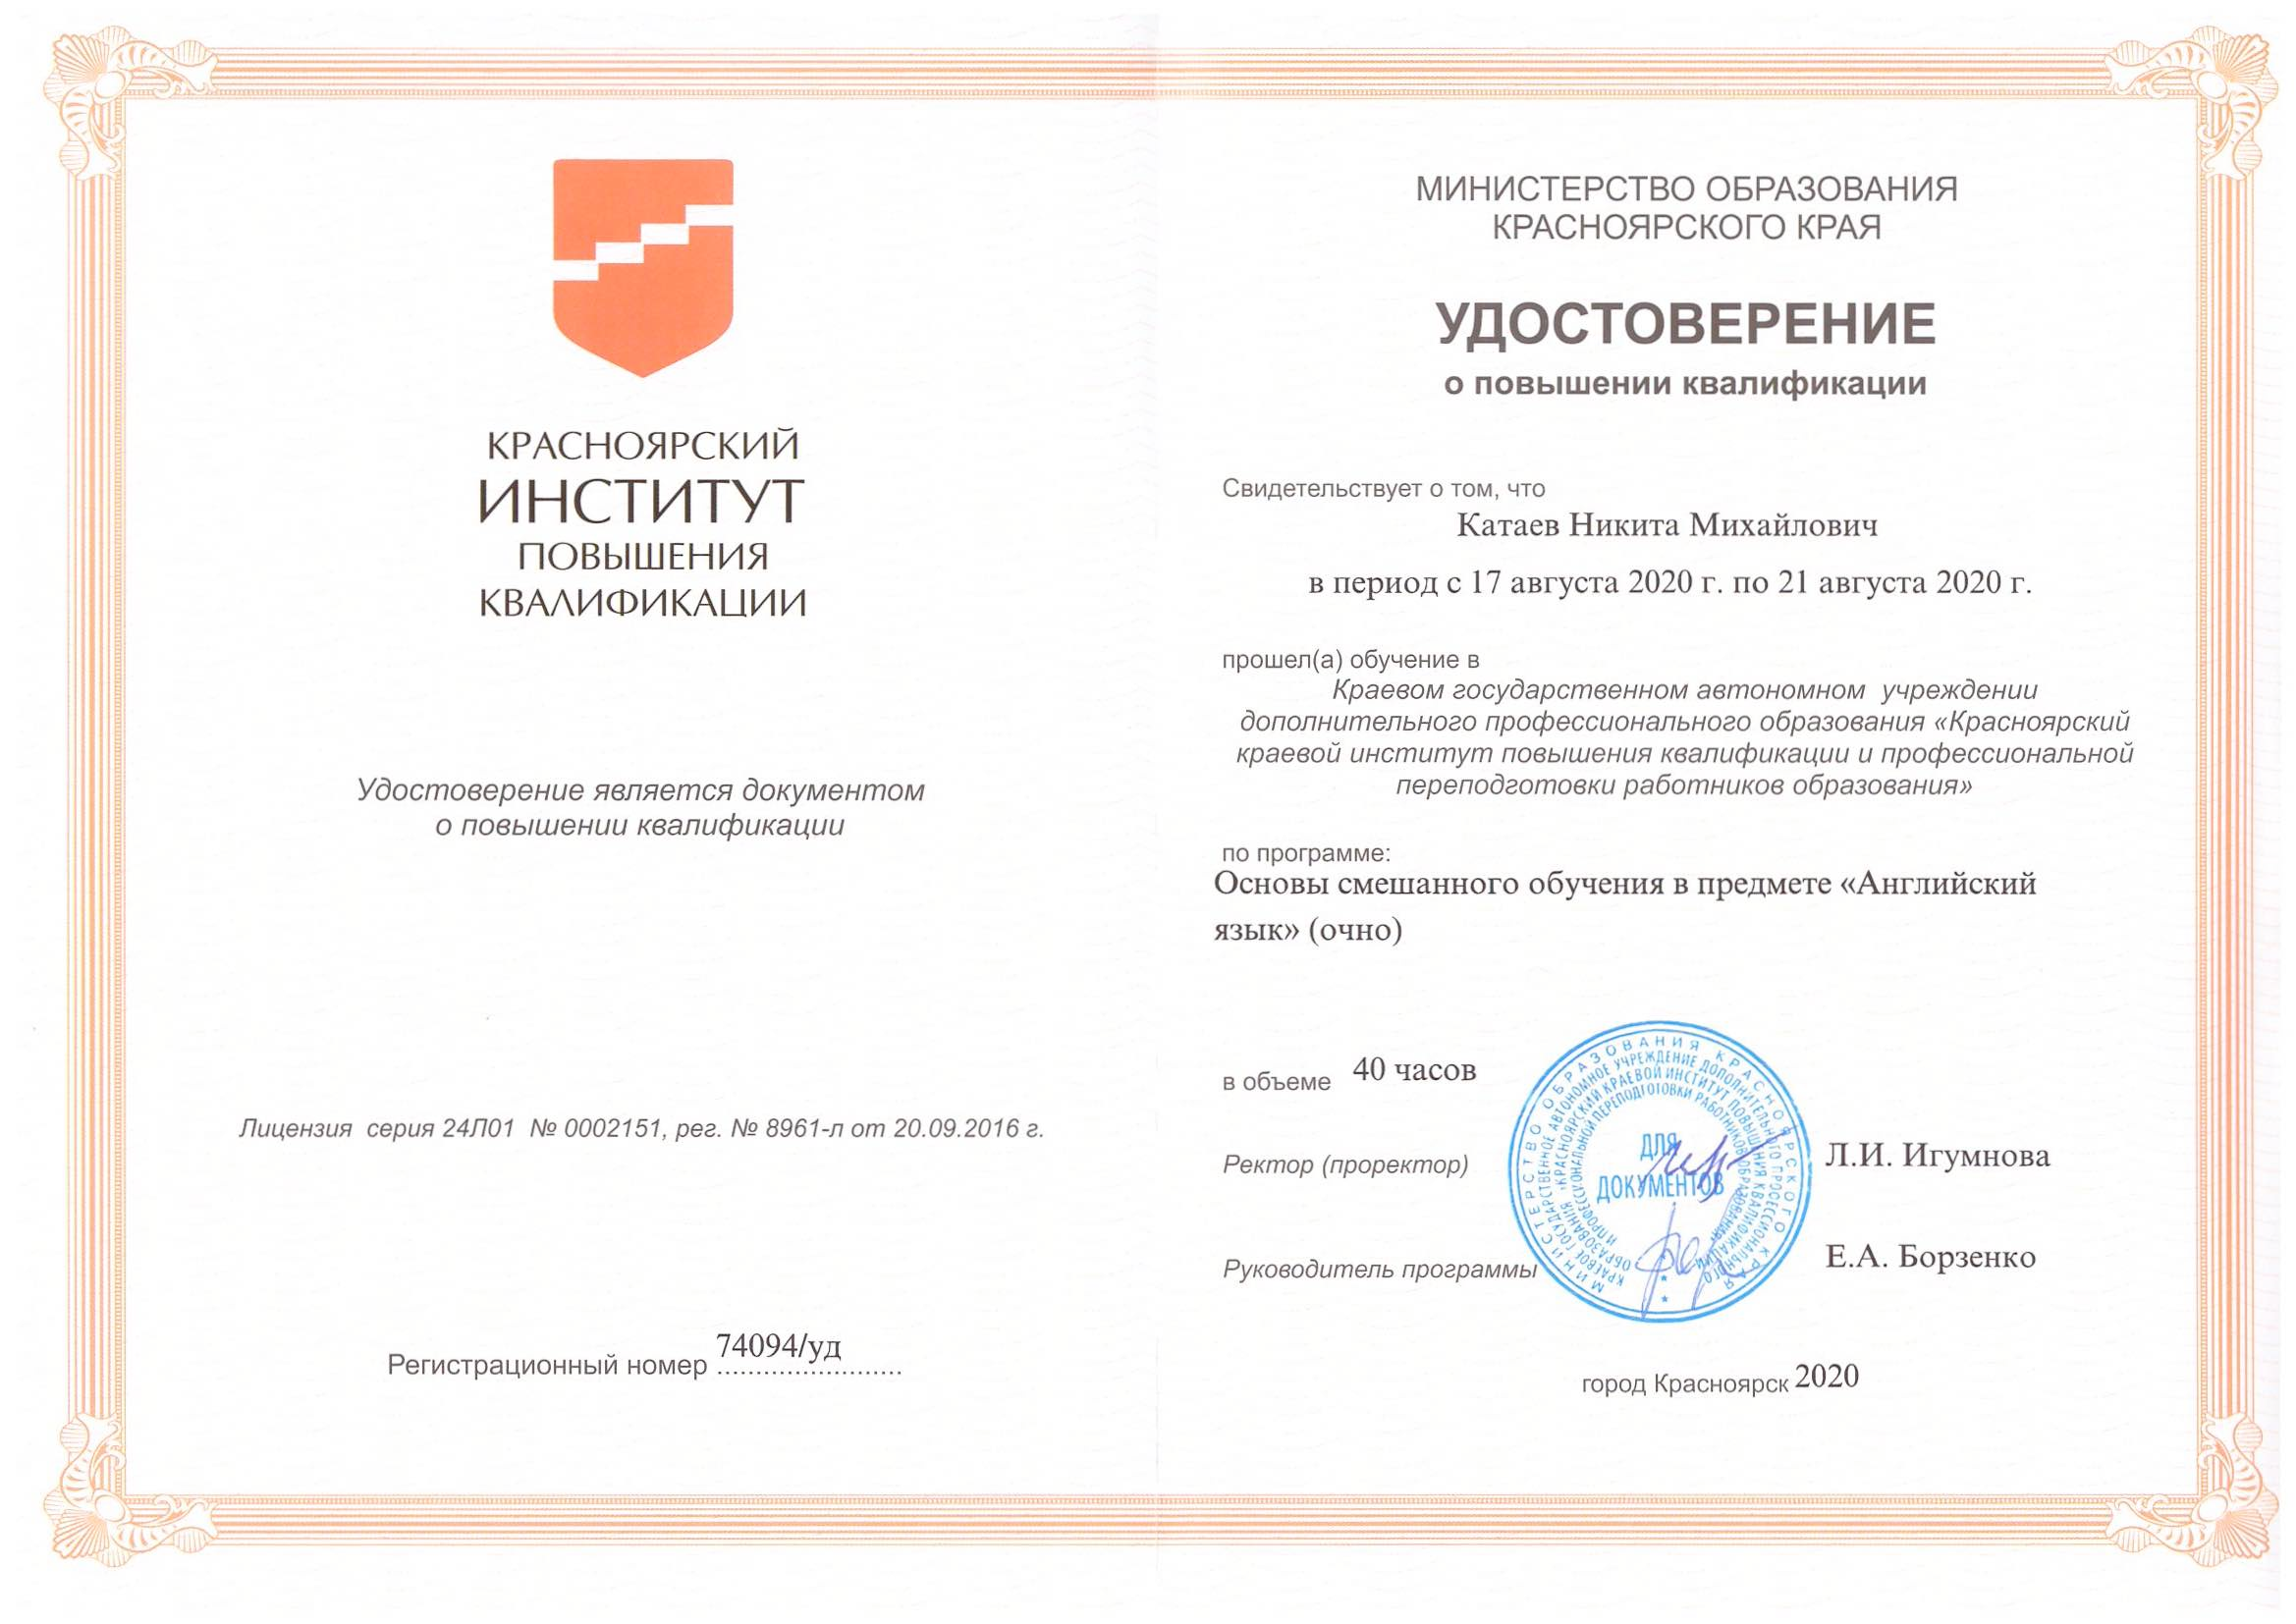 КРАСНОЯРСКИЙ
ИНСТИТУТ
ПОВЫШЕНИЯ
КВАЛИФИКАЦИИ
Удостоверение является документом
о повышении квалификации
Лицензия серия 24Л01 № 0002151, рег. № 8961-л от 20.09.2016 г.
Регистрационный номер 74094/уд
МИНИСТЕРСТВО ОБРАЗОВАНИЯ
КРАСНОЯРСКОГО КРАЯ
УДОСТОВЕРЕНИЕ
о повышении квалификации
Свидетельствует о том, что
Катаев Никита Михайлович
в период с 17 августа 2020 г. по 21 августа 2020 г.
прошел(а) обучение в
Краевом государственном автономном учреждении
дополнительного профессионального образования «Красноярский
краевой институт повышения квалификации и профессиональной
переподготовки работников образования»
по программе:
Основы смешанного обучения в предмете «Английский
язык» (очно)
в объеме 40 часов
МИНИСТЕРСТВО ОБРАЗОВАНИЯ КРАСНОЯРСКОГО КРАЯ
КРАЕВОЕ ГОСУДАРСТВЕННОЕ АВТОНОМНОЕ УЧРЕЖДЕНИЕ ДОПОЛНИТЕЛЬНОГО ПРОФЕССИОНАЛЬНОГО
ОБРАЗОВАНИЯ «КРАСНОЯРСКИЙ КРАЕВОЙ ИНСТИТУТ ПОВЫШЕНИЯ КВАЛИФИКАЦИИ
И ПРОФЕССИОНАЛЬНОЙ ПЕРЕПОДГОТОВКИ РАБОТНИКОВ ОБРАЗОВАНИЯ»
ДЛЯ
ДОКУМЕНТОВ
Ректор (проректор) Л.И. Игумнова
Руководитель программы Е.А. Борзенко
город Красноярск 2020